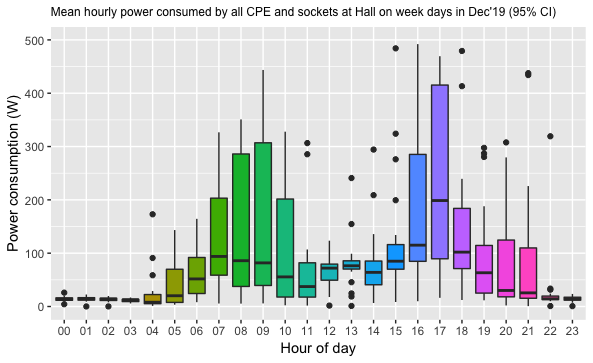 Mean hourly power consumed by all CPE and sockets at Hall on week days in Dec'19 (95% CI)
Power consumption (W)
500
400
300
200
100
0
00 01 02 03 04 05 06 07 08 09 10 11 12 13 14 15 16 17 18 19 20 21 22 23
Hour of day